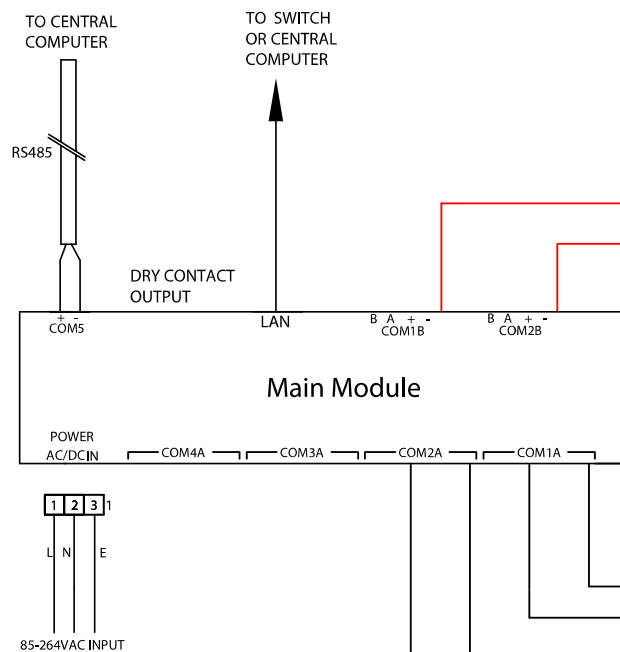 TO CENTRAL
COMPUTER
TO SWITCH
OR CENTRAL
COMPUTER
RS485
DRY CONTACT
OUTPUT
+ -
COM5
LAN
B A + -
COM1B
B A + -
COM2B
Main Module
POWER
AC/DC IN
COM4A
COM3A
COM2A
COM1A
1 2 3 1
L N E
85-264VAC INPUT